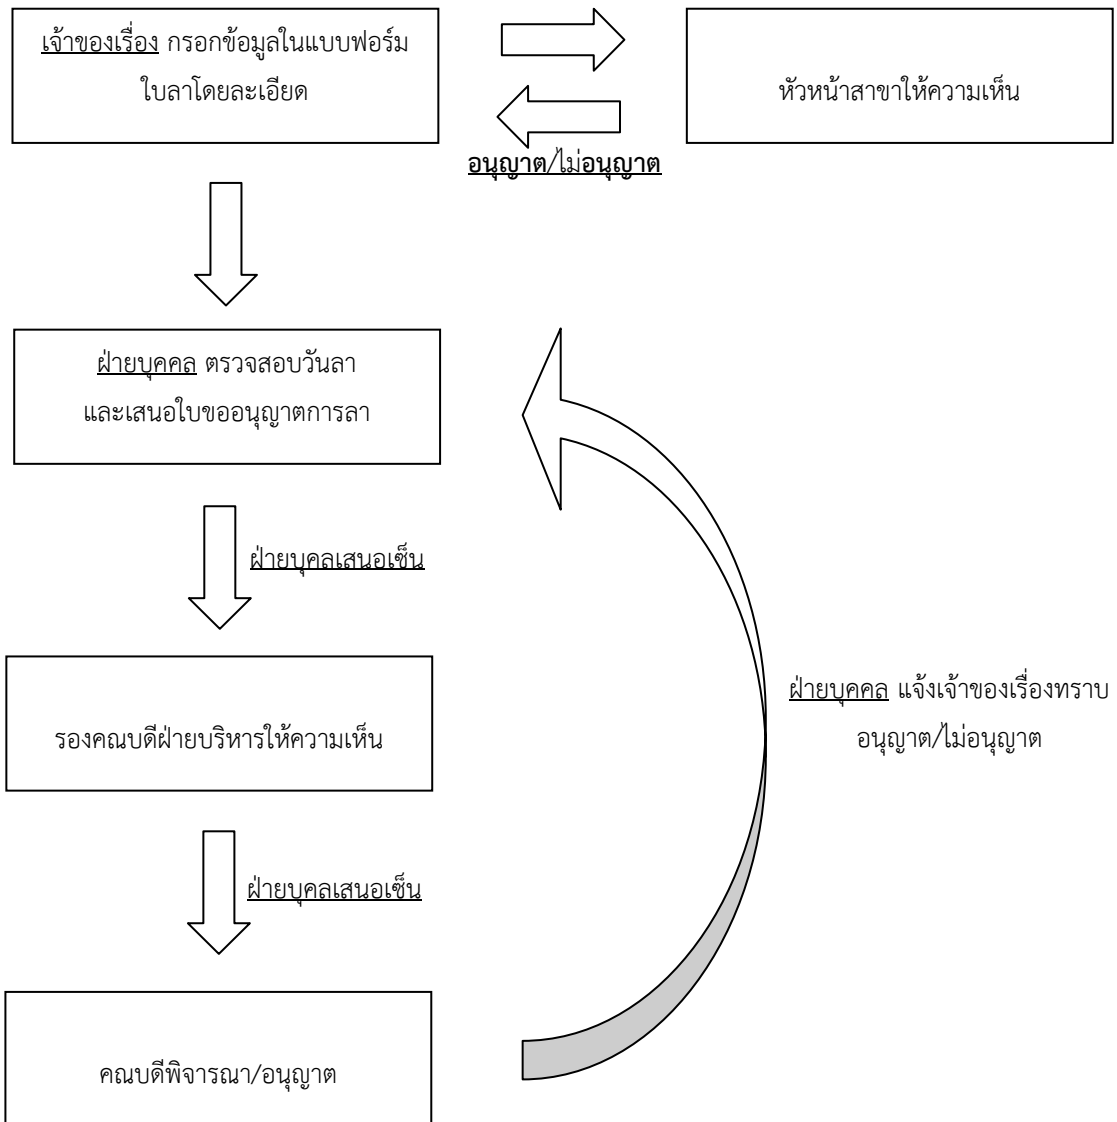 เจ้าของเรื่อง กรอกข้อมูลในแบบฟอร์ม
ใบลาโดยละเอียด
หัวหน้าสาขาให้ความเห็น
อนุญาต/ไม่อนุญาต
ฝ่ายบุคคล ตรวจสอบวันลา
และเสนอใบขออนุญาตการลา
ฝ่ายบุคลเสนอเซ็น
รองคณบดีฝ่ายบริหารให้ความเห็น
ฝ่ายบุคคล แจ้งเจ้าของเรื่องทราบ
อนุญาต/ไม่อนุญาต
ฝ่ายบุคลเสนอเซ็น
คณบดีพิจารณา/อนุญาต